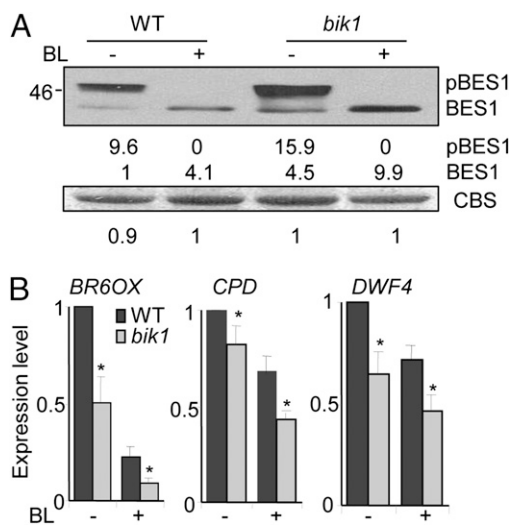 A
WT bik1
BL - + - +
46- pBES1
BES1
9.6 0 15.9 0 pBES1
1 4.1 4.5 9.9 BES1
CBS
0.9 1 1 1
B BR6OX CPD DWF4
Expression level
1 1 1
WT
bik1
0.5 0.5 0.5
0 0 0
* * * * * *
BL - + - + - +